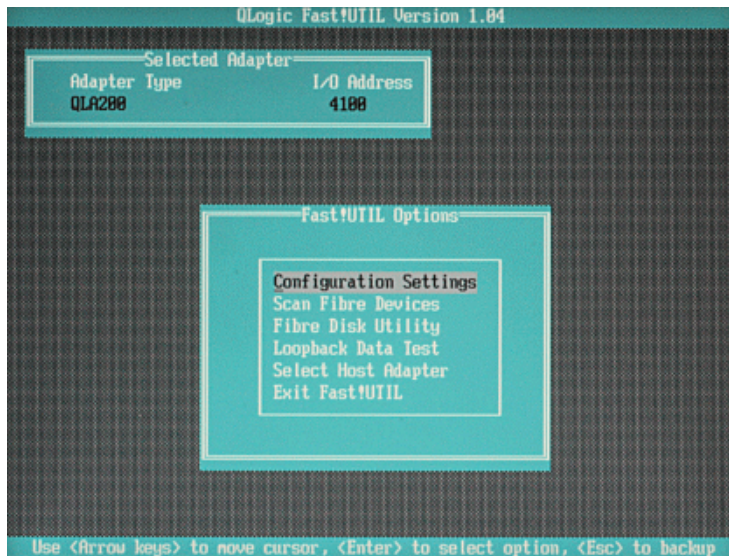 QLogic Fast!UTIL Version 1.04
Selected Adapter
Adapter Type I/O Address
QLA200 4100
Fast!UTIL Options
Configuration Settings
Scan Fibre Devices
Fibre Disk Utility
Loopback Data Test
Select Host Adapter
Exit Fast!UTIL
Use <Arrow keys> to move cursor, <Enter> to select option, <Esc> to backup